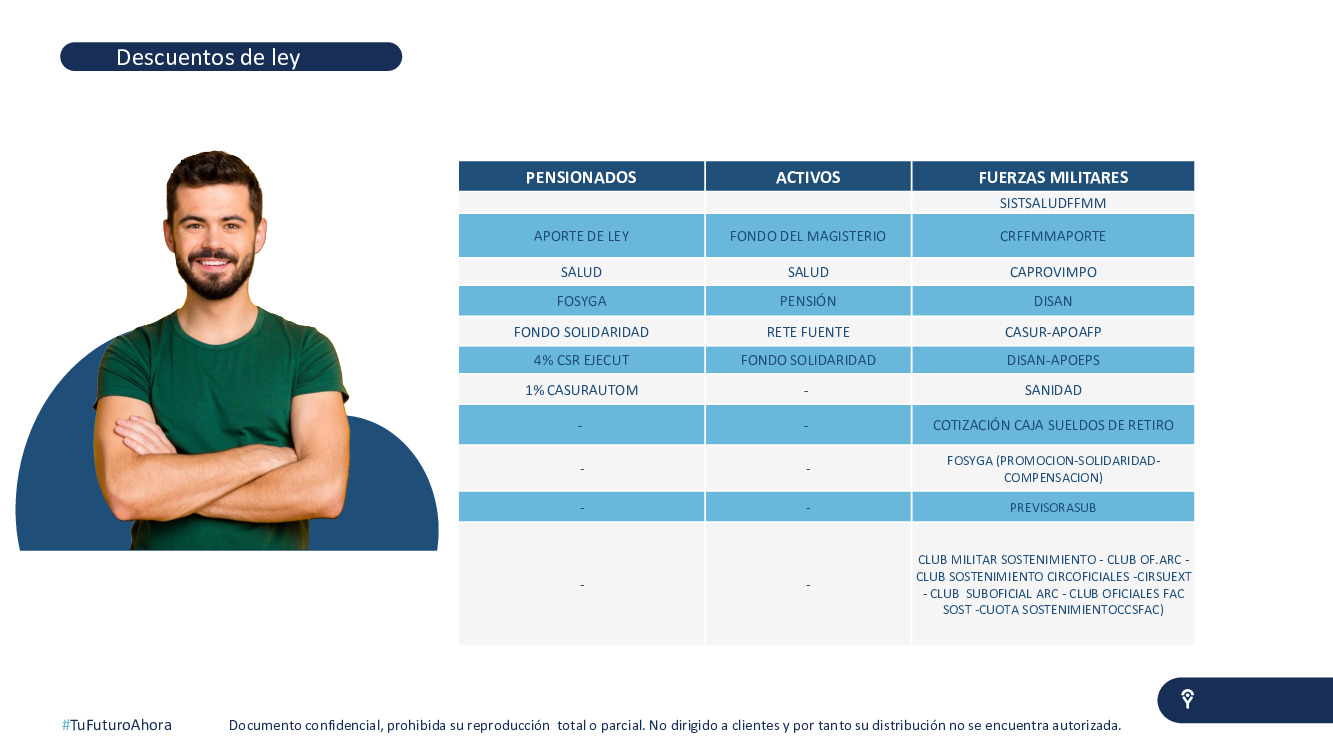 Descuentos de ley
PENSIONADOS ACTIVOS FUERZAS MILITARES
SISTSALUDFFMM
APORTE DE LEY FONDO DEL MAGISTERIO CRFFMMAPORTE
SALUD SALUD CAPROVIMPO
FOSYGA PENSIÓN DISAN
FONDO SOLIDARIDAD RETE FUENTE CASUR-APOAFP
4% CSR EJECUT FONDO SOLIDARIDAD DISAN-APOEPS
1% CASURAUTOM - SANIDAD
- - COTIZACIÓN CAJA SUELDOS DE RETIRO
- - FOSYGA (PROMOCION-SOLIDARIDAD-
COMPENSACION)
- - PREVISORASUB
- - CLUB MILITAR SOSTENIMIENTO - CLUB OF.ARC -
CLUB SOSTENIMIENTO CIRCOFICIALES -CIRSUEXT
- CLUB SUBOFICIAL ARC - CLUB OFICIALES FAC
SOST -CUOTA SOSTENIMIENTOCCSFAC)
#TuFuturoAhora Documento confidencial, prohibida su reproducción total o parcial. No dirigido a clientes y por tanto su distribución no se encuentra autorizada.